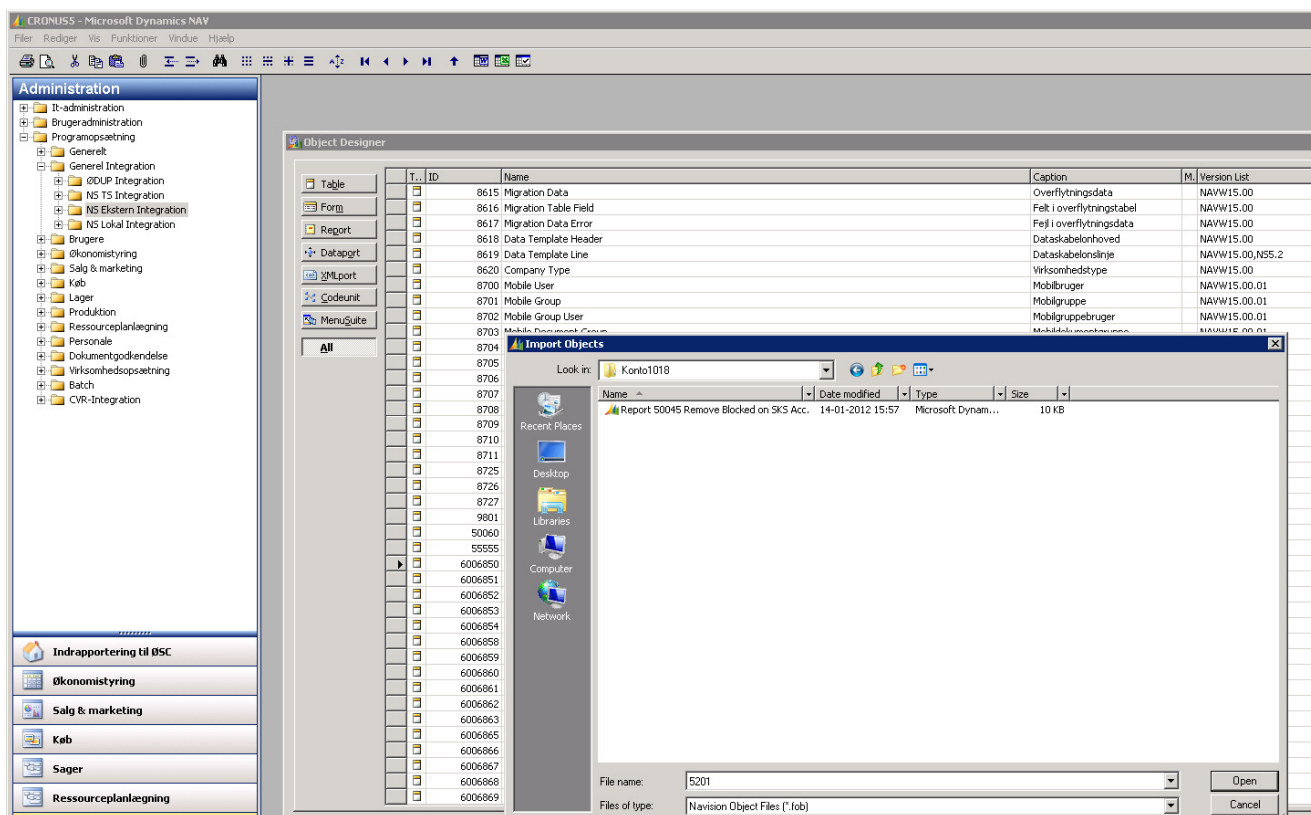 CRONUS5 - Microsoft Dynamics NAV
Filer Rediger Vis Funktioner Vindue Hjælp
Administration
It-administration
Brugeradministration
Programopsætning
Generelt
Generel Integration
ØDUP Integration
NS TS Integration
NS Ekstern Integration
NS Lokal Integration
Brugere
Økonomistyring
Salg & marketing
Køb
Lager
Produktion
Ressourceplanlægning
Personale
Dokumentgodkendelse
Virksomhedsopsætning
Batch
CVR-Integration
Indrapportering til ØSC
Økonomistyring
Salg & marketing
Køb
Sager
Ressourceplanlægning
Object Designer
Table
Form
Report
Dataport
XMLport
Codeunit
MenuSuite
All
T.. ID Name Caption M. Version List
8615 Migration Data Overflytningsdata NAVW15.00
8616 Migration Table Field Felt i overflytningstabel NAVW15.00
8617 Migration Data Error Fejl i overflytningsdata NAVW15.00
8618 Data Template Header Dataskabelonhoved NAVW15.00
8619 Data Template Line Dataskabelonslinje NAVW15.00,NS5.2
8620 Company Type Virksomhedstype NAVW15.00
8700 Mobile User Mobilbruger NAVW15.00.01
8701 Mobile Group Mobilgruppe NAVW15.00.01
8702 Mobile Group User Mobilgruppebruger NAVW15.00.01
8703 Mobile Document Group Mobildokumentgruppe NAVW15.00.01
8704
8705
8706
8707
8708
8709
8710
8711
8725
8726
8727
9801
50060
55555
6006850
6006851
6006852
6006853
6006854
6006858
6006859
6006860
6006861
6006862
6006863
6006865
6006866
6006867
6006868
6006869
Import Objects
Look in: Konto1018
Name Date modified Type Size
Report 50045 Remove Blocked on SKS Acc. 14-01-2012 15:57 Microsoft Dynam... 10 KB
Recent Places
Desktop
Libraries
Computer
Network
File name: 5201 Open
Files of type: Navision Object Files (*.fob) Cancel